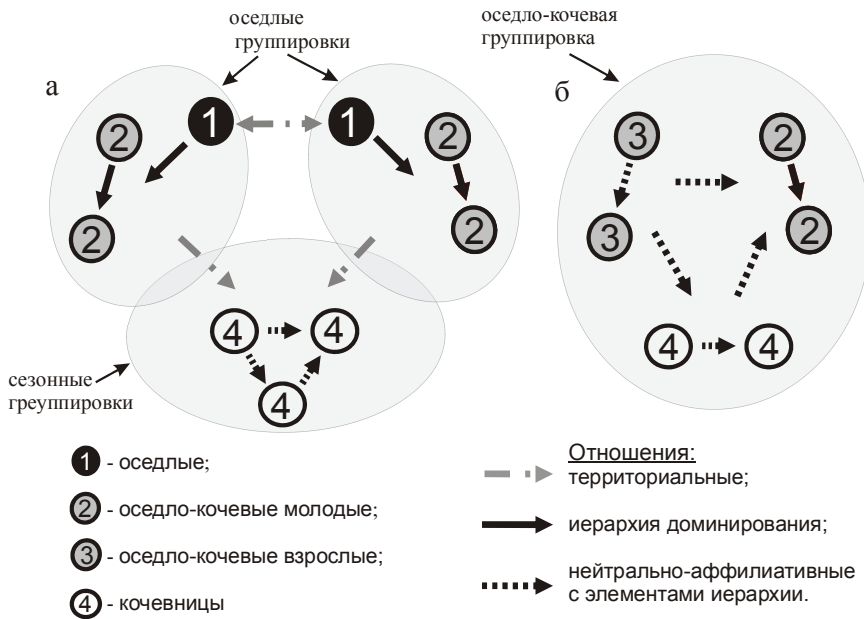 оседлые
группировки
оседло-кочевая
группировка
а
б
1
1
2
2
2
2
3
3
2
2
4
4
4
4
4
сезонные
греуппировки
1 - оседлые;
2 - оседло-кочевые молодые;
3 - оседло-кочевые взрослые;
4 - кочевницы
Отношения:
территориальные;
иерархия доминирования;
нейтрально-аффилиативные
с элементами иерархии.